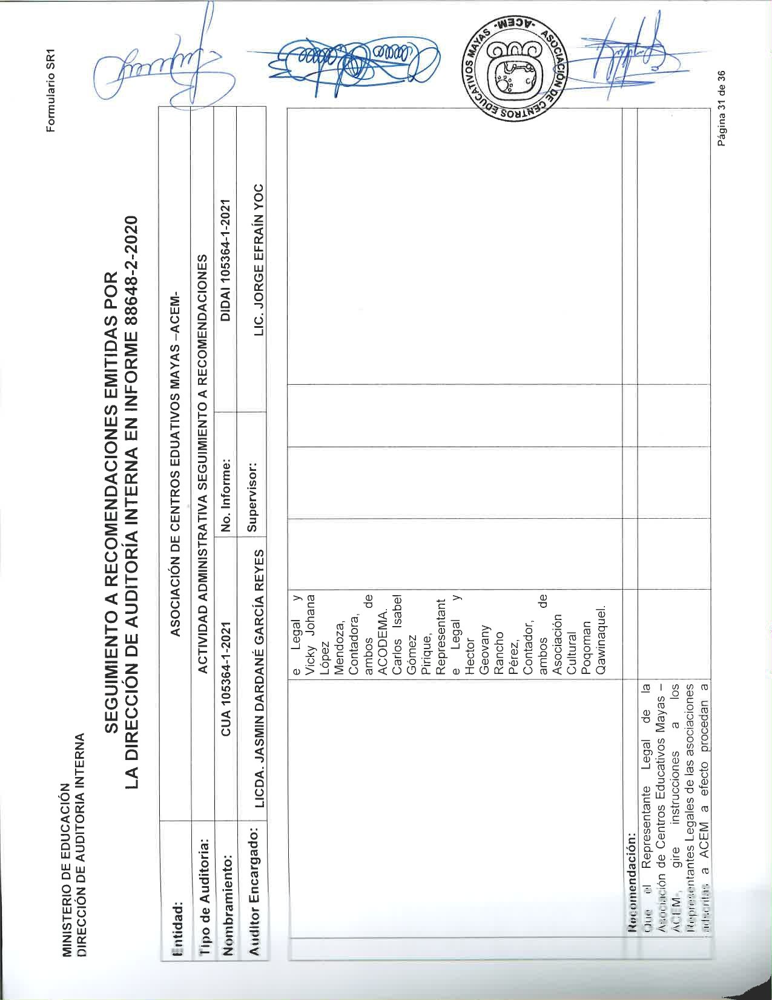 MINISTERIO DE EDUCACIÓN
DIRECCIÓN DE AUDITORIA INTERNA
Formulario SR1
SEGUIMIENTO A RECOMENDACIONES EMITIDAS POR
LA DIRECCIÓN DE AUDITORÍA INTERNA EN INFORME 88648-2-2020
Entidad: ASOCIACIÓN DE CENTROS EDUATIVOS MAYAS –ACEM-
Tipo de Auditoria: ACTIVIDAD ADMINISTRATIVA SEGUIMIENTO A RECOMENDACIONES
Nombramiento: CUA 105364-1-2021 No. Informe: DIDAI 105364-1-2021
Auditor Encargado: LICDA. JASMIN DARDANÉ GARCÍA REYES Supervisor: LIC. JORGE EFRAÍN YOC
e Legal y
Vicky Johana
López
Mendoza,
Contadora,
ambos de
ACODEMA.
Carlos Isabel
Gómez
Pirique,
Representant
e Legal y
Hector
Geovany
Rancho
Pérez,
Contador,
ambos de
Asociación
Cultural
Poqoman
Qawinaquel.
Recomendación:
Que el Representante Legal de la
Asociación de Centros Educativos Mayas –
ACEM-, gire instrucciones a los
Representantes Legales de las asociaciones
adscritas a ACEM a efecto procedan a
ASOCIACIÓN DE CENTROS EDUCATIVOS MAYAS -ACEM-
Página 31 de 36